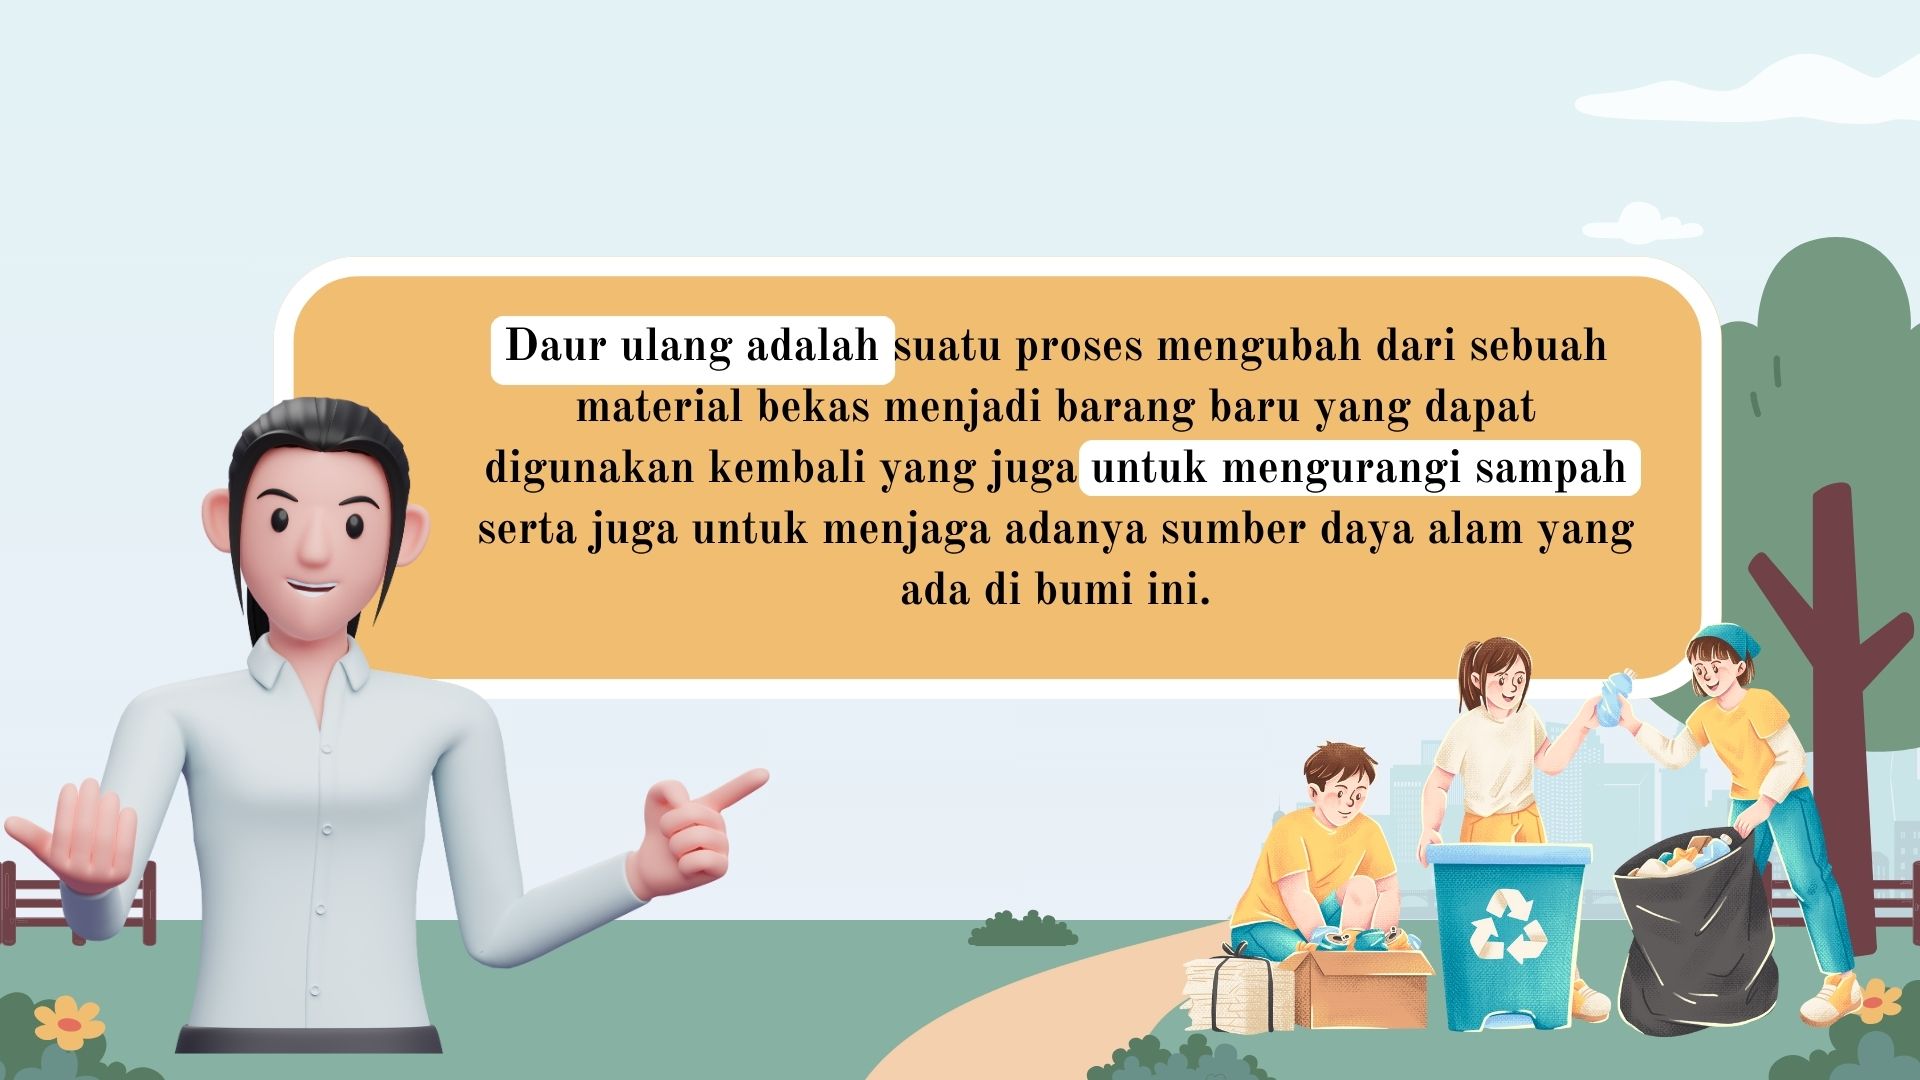 Daur ulang adalah suatu proses mengubah dari sebuah
material bekas menjadi barang baru yang dapat
digunakan kembali yang juga untuk mengurangi sampah
serta juga untuk menjaga adanya sumber daya alam yang
ada di bumi ini.